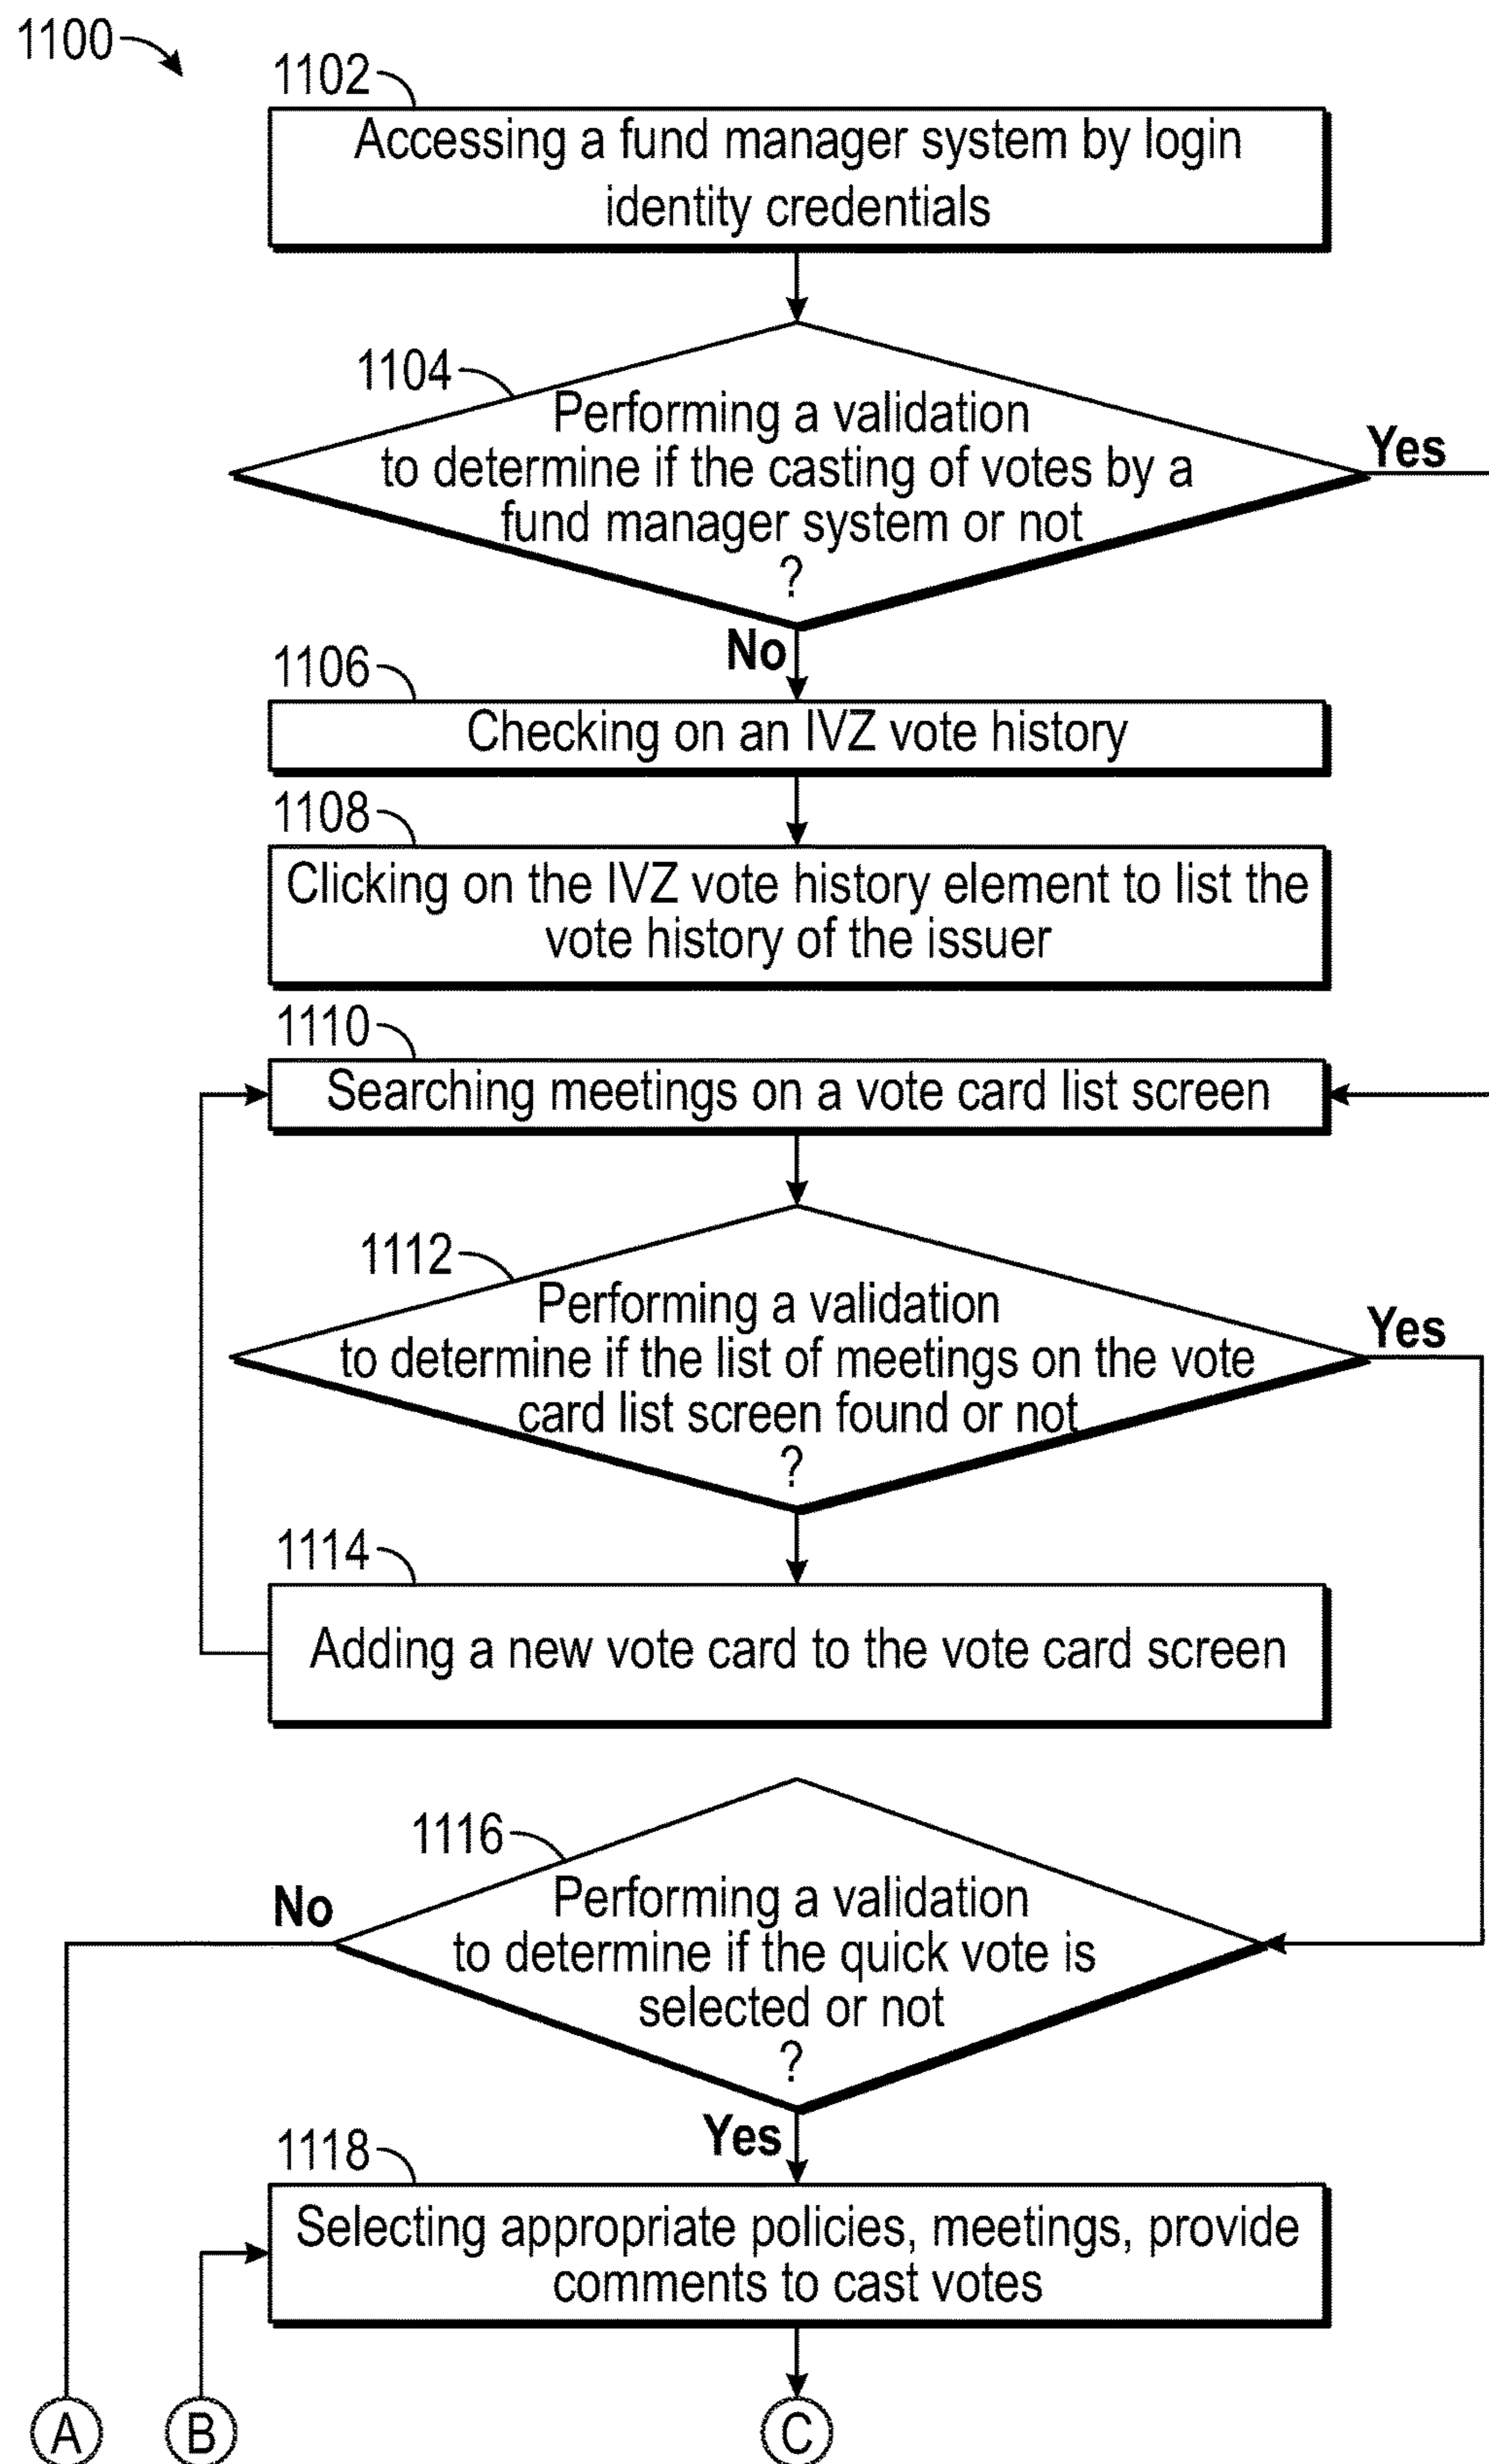 1100
1102
Accessing a fund manager system by login
identity credentials
1104
Performing a validation
to determine if the casting of votes by a
fund manager system or not
?
Yes
No
1106
Checking on an IVZ vote history
1108
Clicking on the IVZ vote history element to list the
vote history of the issuer
1110
Searching meetings on a vote card list screen
1112
Performing a validation
to determine if the list of meetings on the vote
card list screen found or not
?
Yes
1114
Adding a new vote card to the vote card screen
1116
Performing a validation
to determine if the quick vote is
selected or not
?
No
Yes
1118
Selecting appropriate policies, meetings, provide
comments to cast votes
A
B
C